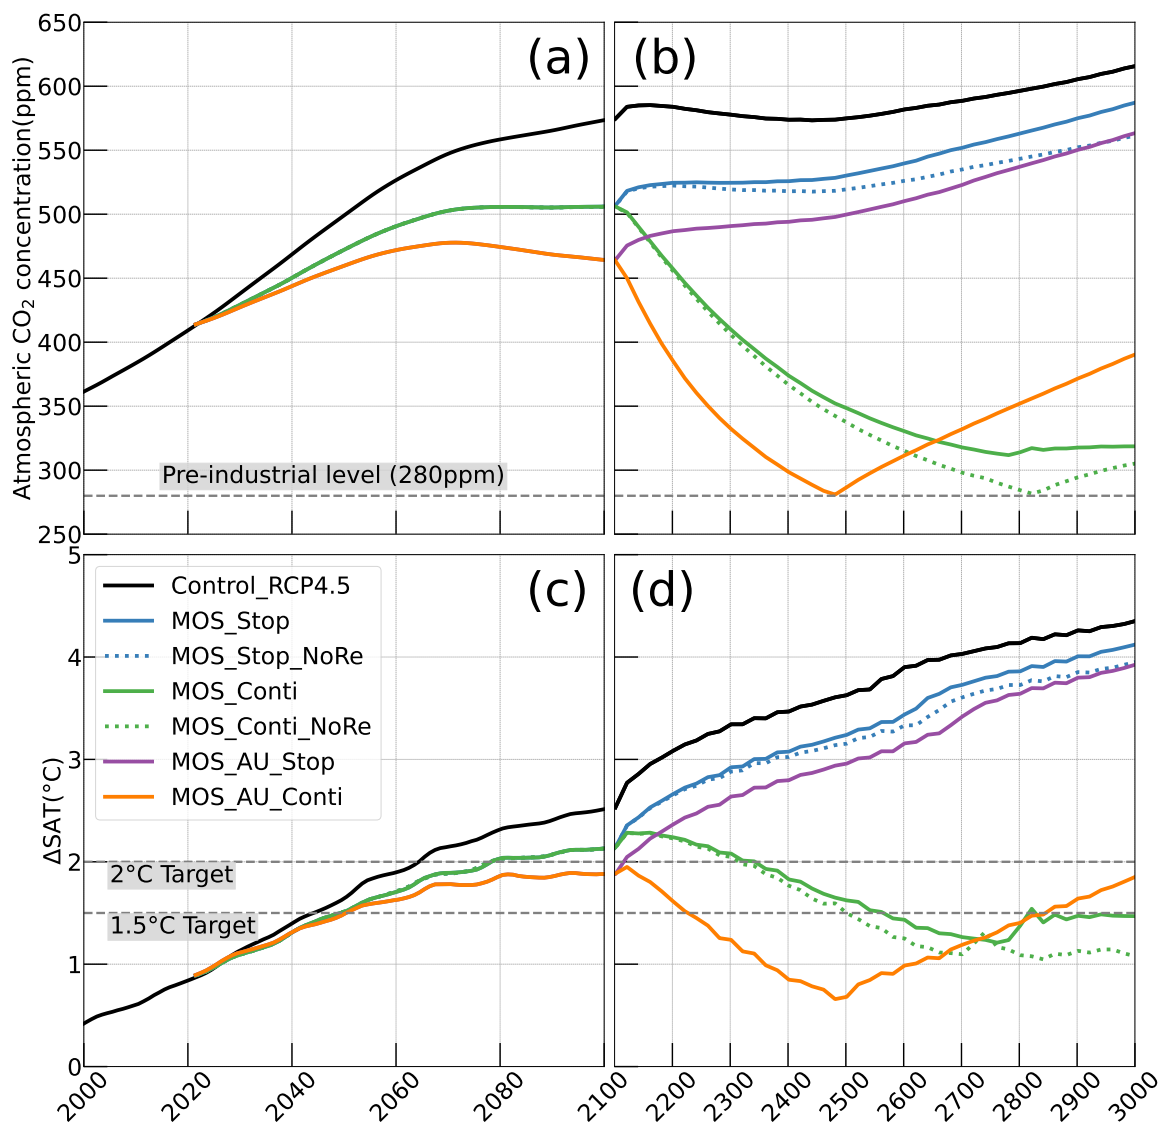 650
600
550
500
450
400
350
300
250
Atmospheric CO₂ concentration(ppm)
(a)
(b)
Pre-industrial level (280ppm)
5
4
3
2
1
0
ΔSAT(°C)
Control_RCP4.5
MOS_Stop
MOS_Stop_NoRe
MOS_Conti
MOS_Conti_NoRe
MOS_AU_Stop
MOS_AU_Conti
(c)
(d)
2°C Target
1.5°C Target
2000 2020 2040 2060 2080 2100 2200 2300 2400 2500 2600 2700 2800 2900 3000